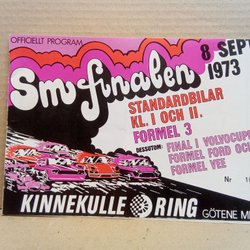 OFFICIELLT PROGRAM
8 SEPT
1973
Sm-finalen
STANDARDBILAR
KL. I OCH II.
FORMEL 3
DESSUTOM: FINAL I VOLVOCUP
FORMEL FORD OCH
FORMEL VEE
Nr
KINNEKULLE RING
GÖTENE